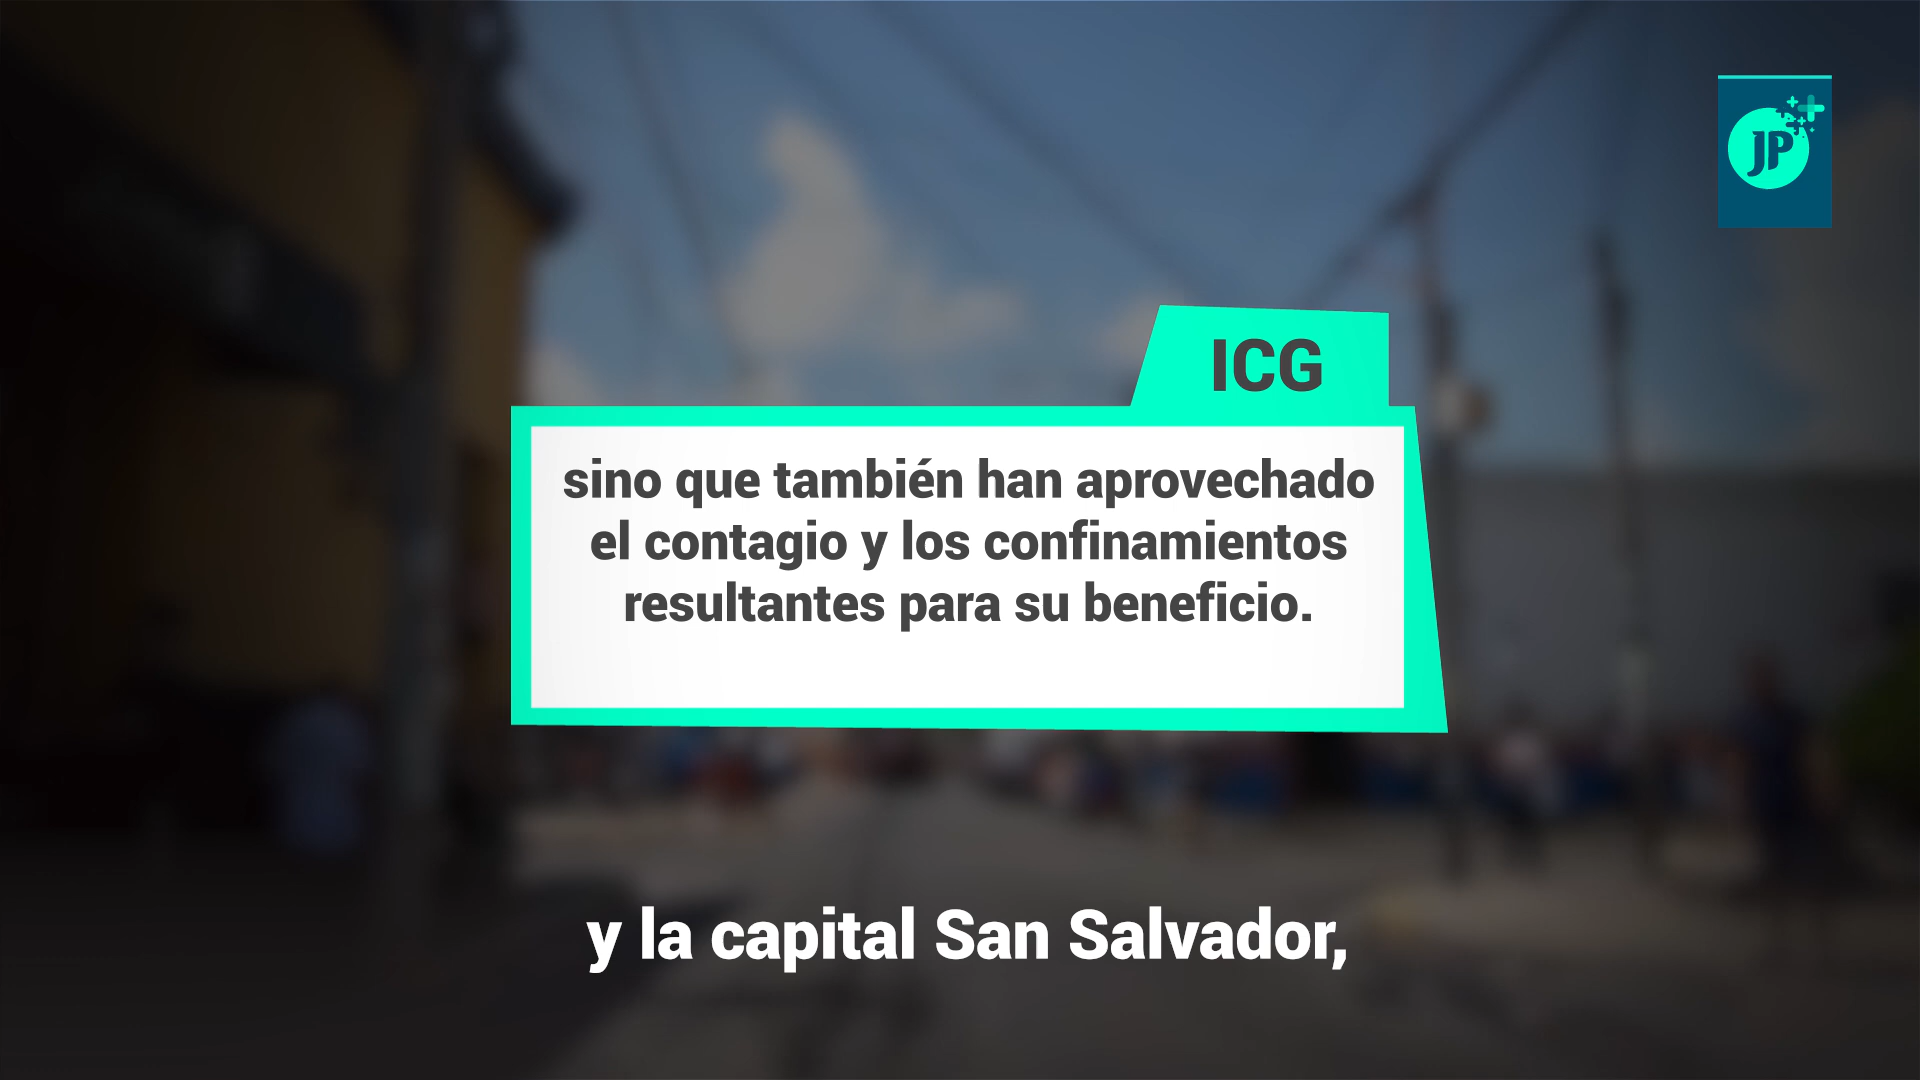 JP
ICG
sino que también han aprovechado
el contagio y los confinamientos
resultantes para su beneficio.
y la capital San Salvador,